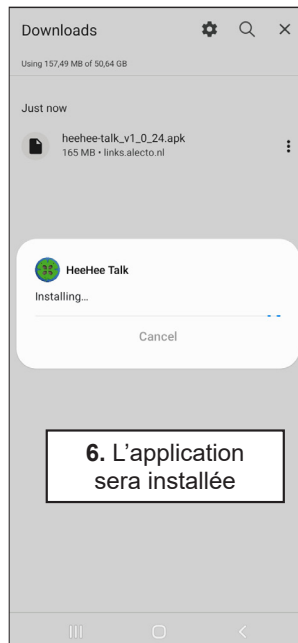 Downloads
Using 157,49 MB of 50,64 GB
Just now
heehee-talk_v1_0_24.apk
165 MB • links.alecto.nl
HeeHee Talk
Installing...
Cancel
6. L’application
sera installée